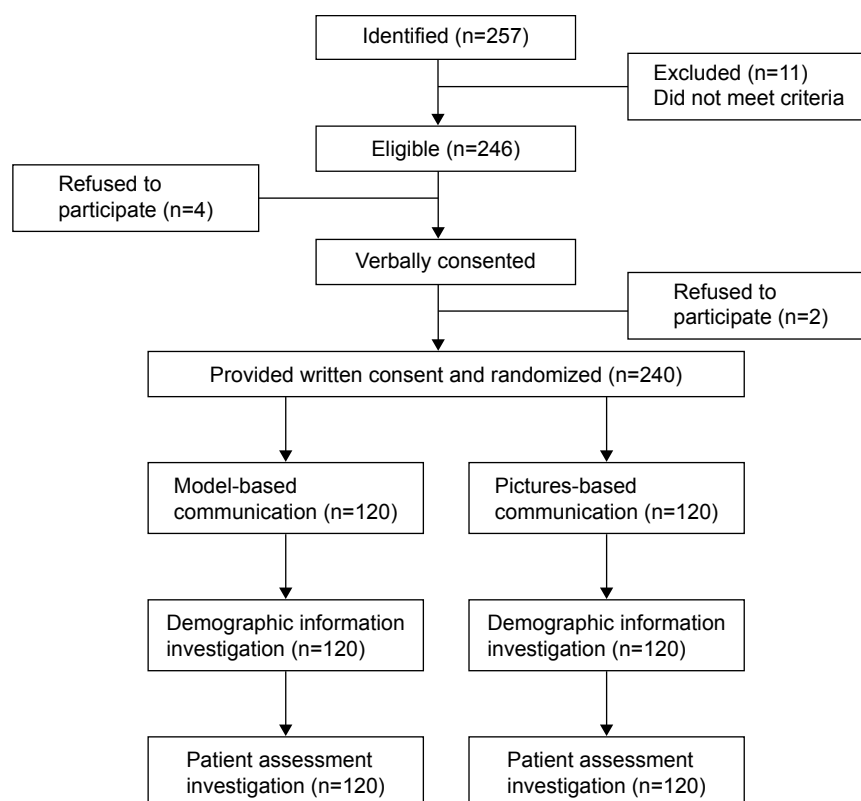 Identified (n=257)
Excluded (n=11)
Did not meet criteria
Eligible (n=246)
Refused to
participate (n=4)
Verbally consented
Refused to
participate (n=2)
Provided written consent and randomized (n=240)
Model-based
communication (n=120)
Pictures-based
communication (n=120)
Demographic information
investigation (n=120)
Demographic information
investigation (n=120)
Patient assessment
investigation (n=120)
Patient assessment
investigation (n=120)